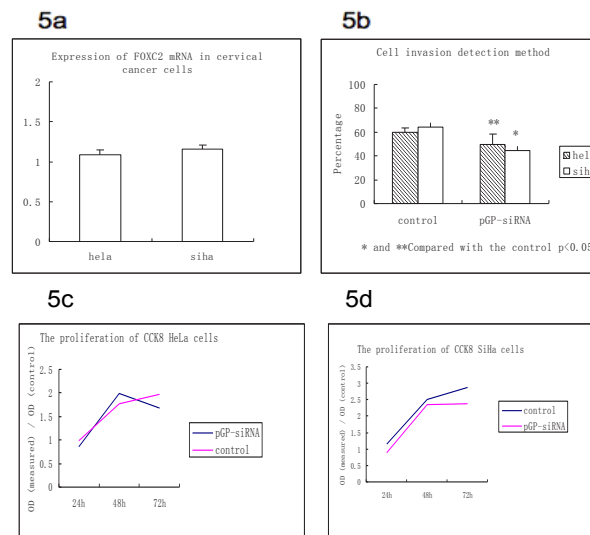 5a
Expression of FOXC2 mRNA in cervical
cancer cells
2
1.5
1
0.5
0
hela
siha
5b
Cell invasion detection method
Percentage
100
80
60
40
20
0
**
*
control
pGP-siRNA
hel
sih
* and **Compared with the control p<0.05
5c
The proliferation of CCK8 HeLa cells
OD (measured) / OD (control)
2.5
2
1.5
1
0.5
0
24h
48h
72h
pGP-siRNA
control
5d
The proliferation of CCK8 SiHa cells
OD (measured) / OD (control)
3.5
3
2.5
2
1.5
1
0.5
0
24h
48h
72h
control
pGP-siRNA